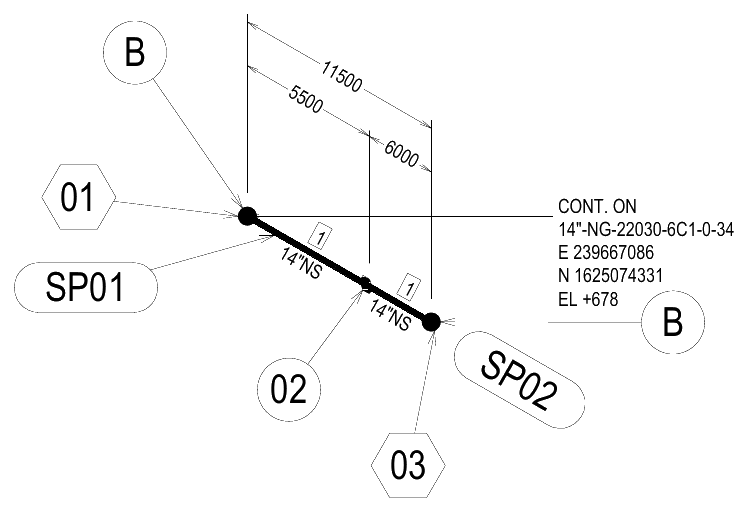 B
11500
5500
6000
01
CONT. ON
14"-NG-22030-6C1-0-34
E 239667086
N 1625074331
EL +678
1
14"NS
SP01
1
14"NS
B
02
SP02
03